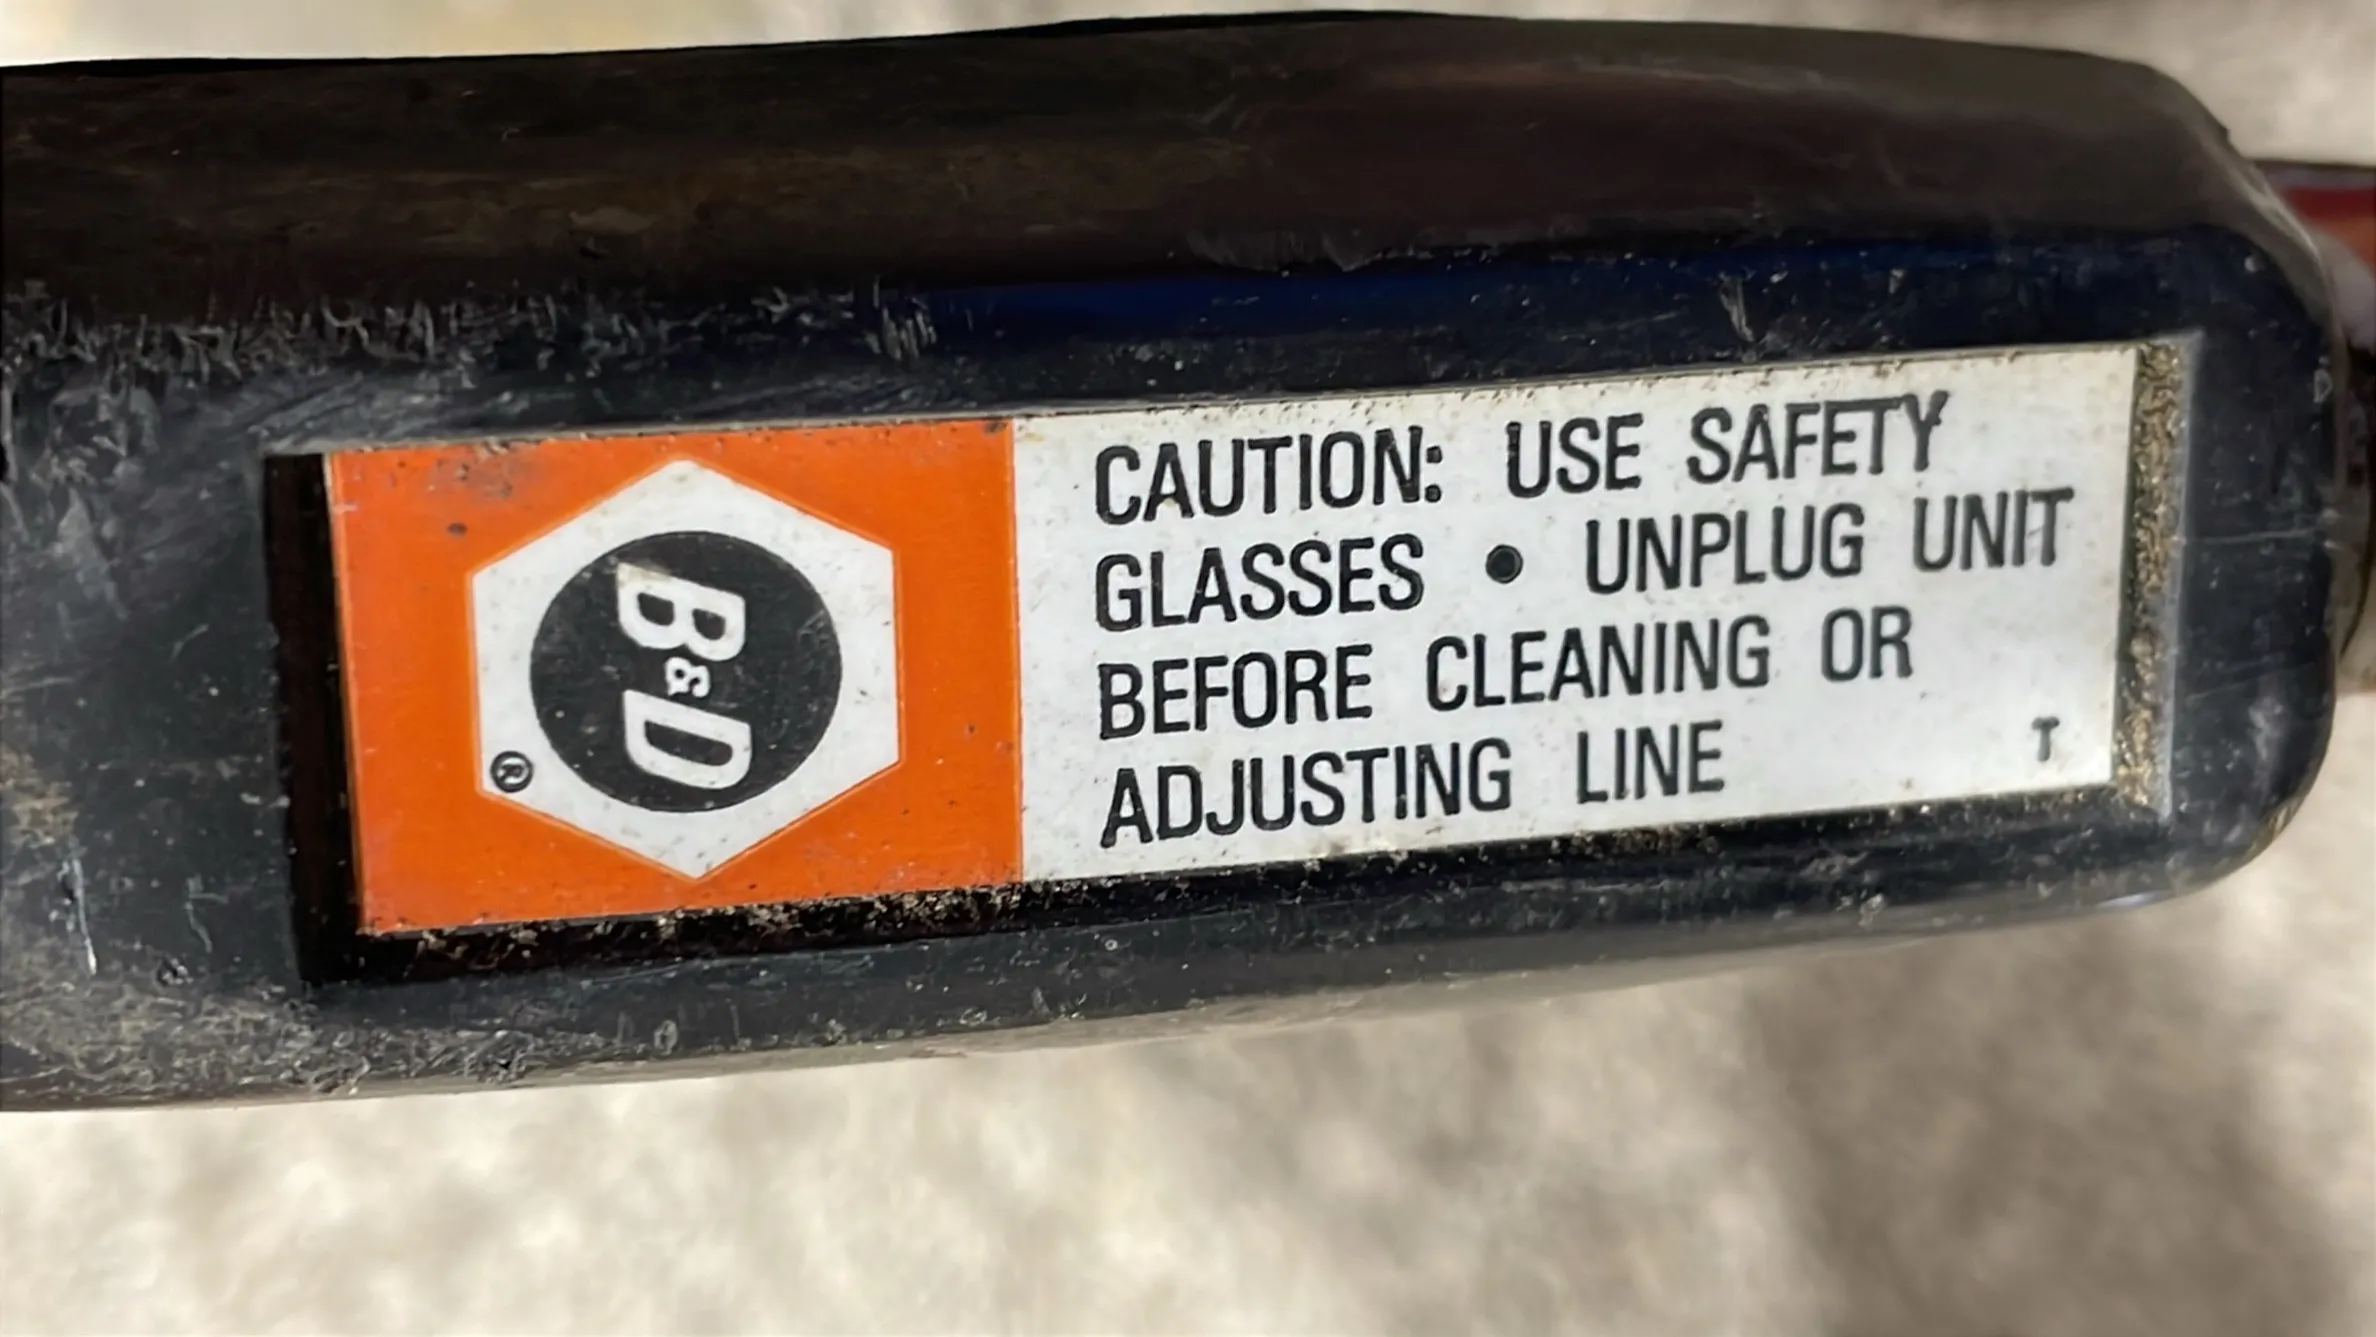 B&D
®
CAUTION: USE SAFETY
GLASSES • UNPLUG UNIT
BEFORE CLEANING OR
ADJUSTING LINE
T